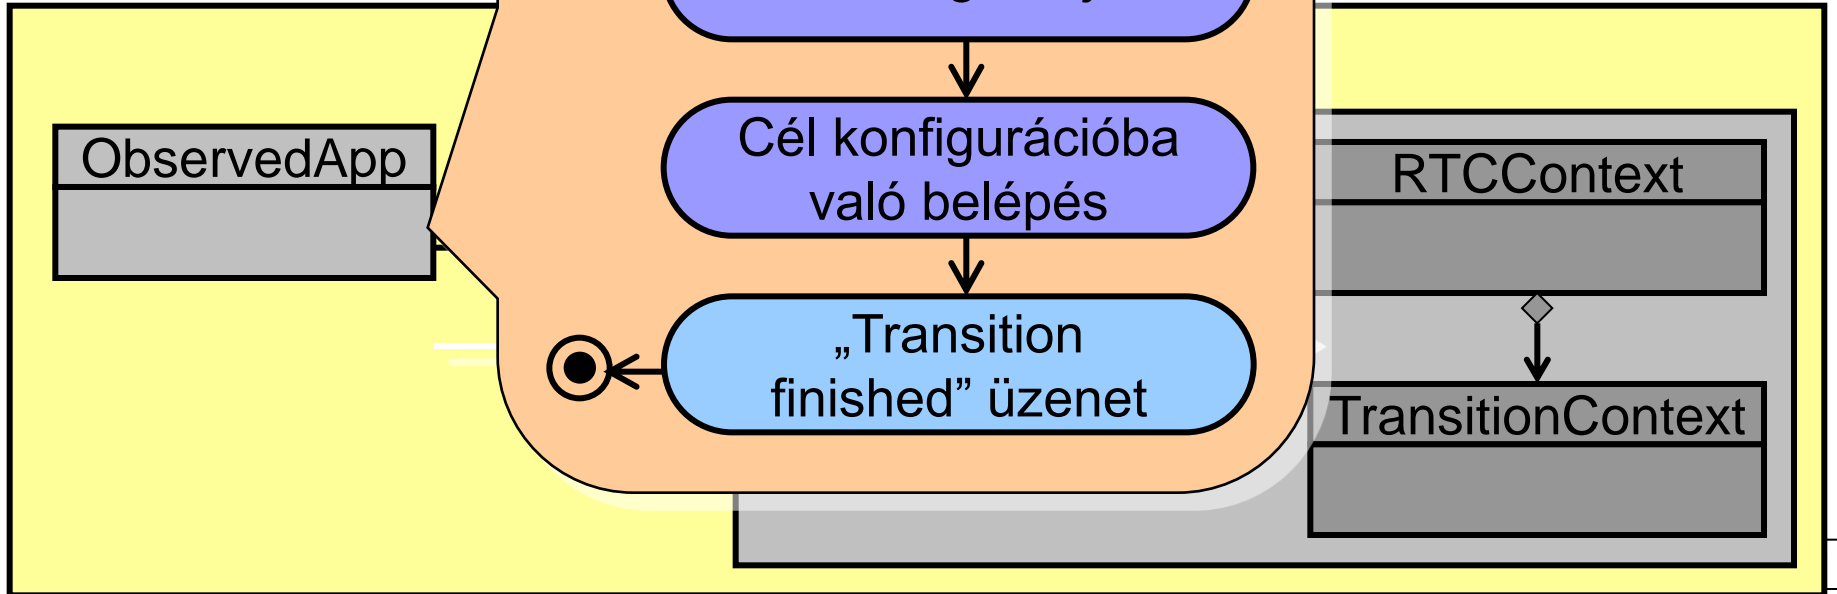 ObservedApp
Cél konfigurációba
való belépés
„Transition
finished” üzenet
RTCContext
TransitionContext